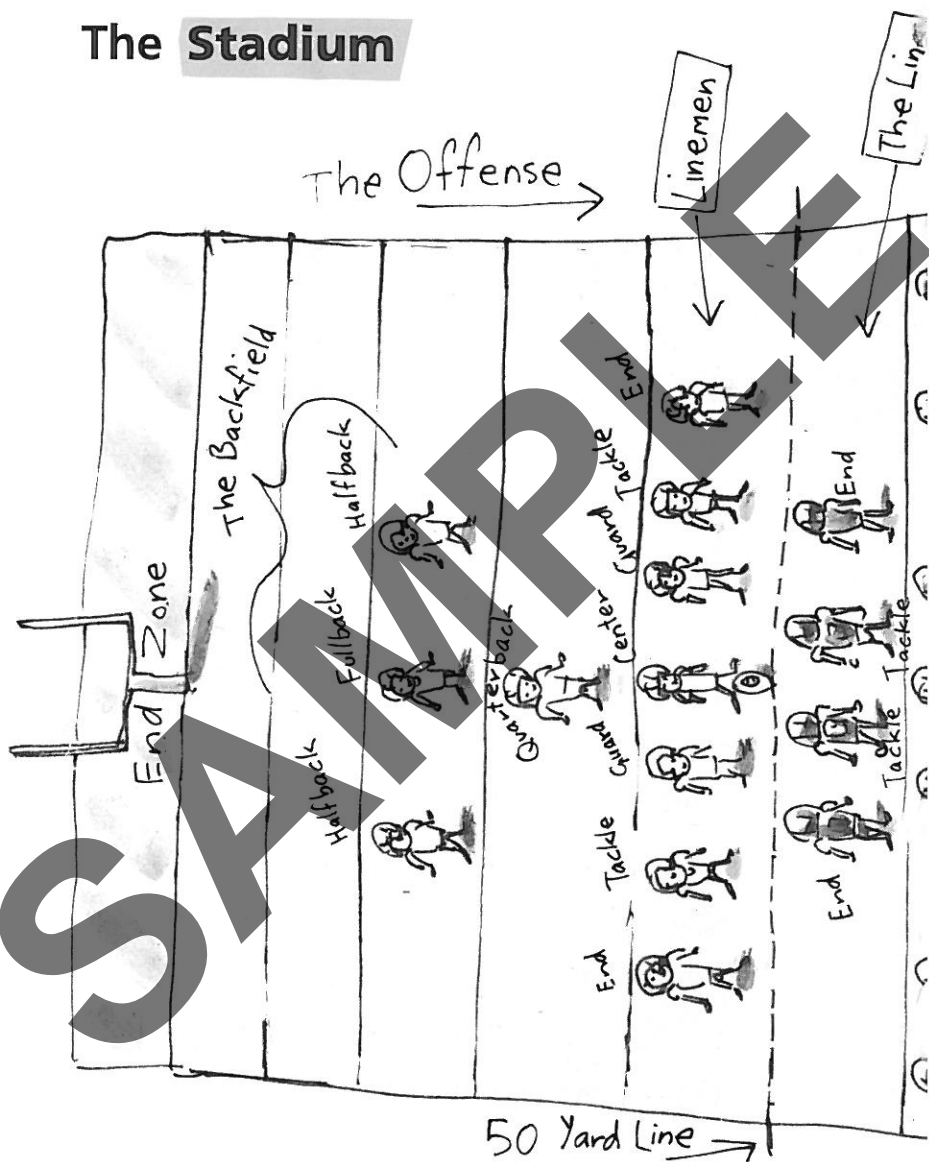 The Stadium
The Offense
Linemen
The Lin
The Backfield
End Zone
Halfback
Fullback
Halfback
Quarterback
End
Tackle
Guard
Center
Guard
Tackle
End
End
Tackle
Tackle
End
50 Yard Line
SAMPLE